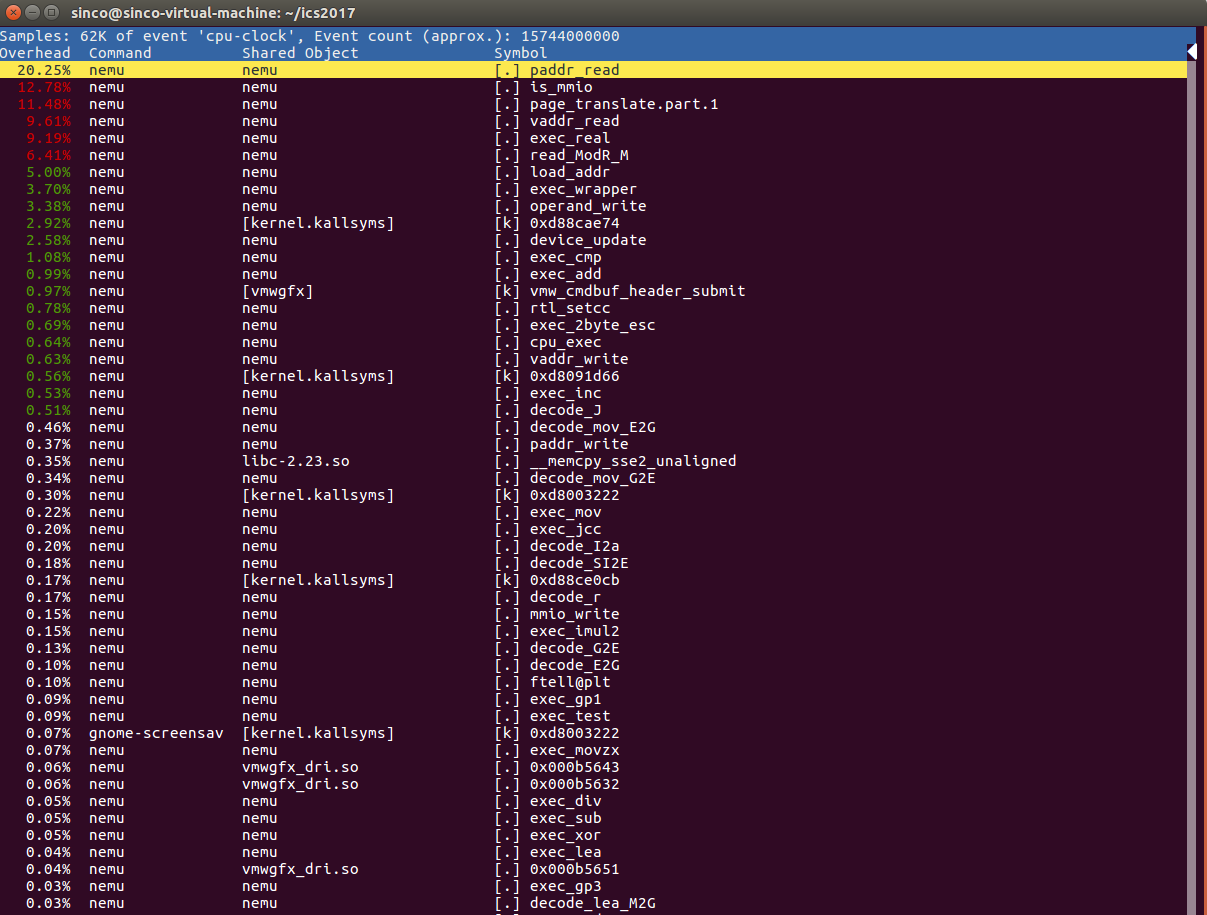 sinco@sinco-virtual-machine: ~/ics2017
Samples: 62K of event 'cpu-clock', Event count (approx.): 15744000000
Overhead  Command  Shared Object  Symbol
20.25%  nemu  nemu  [.] paddr_read
12.78%  nemu  nemu  [.] is_mmio
11.48%  nemu  nemu  [.] page_translate.part.1
9.61%  nemu  nemu  [.] vaddr_read
9.19%  nemu  nemu  [.] exec_real
6.41%  nemu  nemu  [.] read_ModR_M
5.00%  nemu  nemu  [.] load_addr
3.70%  nemu  nemu  [.] exec_wrapper
3.38%  nemu  nemu  [.] operand_write
2.92%  nemu  [kernel.kallsyms]  [k] 0xd88cae74
2.58%  nemu  nemu  [.] device_update
1.08%  nemu  nemu  [.] exec_cmp
0.99%  nemu  nemu  [.] exec_add
0.97%  nemu  [vmwgfx]  [k] vmw_cmdbuf_header_submit
0.78%  nemu  nemu  [.] rtl_setcc
0.69%  nemu  nemu  [.] exec_2byte_esc
0.64%  nemu  nemu  [.] cpu_exec
0.63%  nemu  nemu  [.] vaddr_write
0.56%  nemu  [kernel.kallsyms]  [k] 0xd8091d66
0.53%  nemu  nemu  [.] exec_inc
0.51%  nemu  nemu  [.] decode_J
0.46%  nemu  nemu  [.] decode_mov_E2G
0.37%  nemu  nemu  [.] paddr_write
0.35%  nemu  libc-2.23.so  [.] __memcpy_sse2_unaligned
0.34%  nemu  nemu  [.] decode_mov_G2E
0.30%  nemu  [kernel.kallsyms]  [k] 0xd8003222
0.22%  nemu  nemu  [.] exec_mov
0.20%  nemu  nemu  [.] exec_jcc
0.20%  nemu  nemu  [.] decode_I2a
0.18%  nemu  nemu  [.] decode_SI2E
0.17%  nemu  [kernel.kallsyms]  [k] 0xd88ce0cb
0.17%  nemu  nemu  [.] decode_r
0.15%  nemu  nemu  [.] mmio_write
0.15%  nemu  nemu  [.] exec_imul2
0.13%  nemu  nemu  [.] decode_G2E
0.10%  nemu  nemu  [.] decode_E2G
0.10%  nemu  nemu  [.] ftell@plt
0.09%  nemu  nemu  [.] exec_gp1
0.09%  nemu  nemu  [.] exec_test
0.07%  gnome-screensav  [kernel.kallsyms]  [k] 0xd8003222
0.07%  nemu  nemu  [.] exec_movzx
0.06%  nemu  vmwgfx_dri.so  [.] 0x000b5643
0.06%  nemu  vmwgfx_dri.so  [.] 0x000b5632
0.05%  nemu  nemu  [.] exec_div
0.05%  nemu  nemu  [.] exec_sub
0.05%  nemu  nemu  [.] exec_xor
0.04%  nemu  nemu  [.] exec_lea
0.04%  nemu  vmwgfx_dri.so  [.] 0x000b5651
0.03%  nemu  nemu  [.] exec_gp3
0.03%  nemu  nemu  [.] decode_lea_M2G